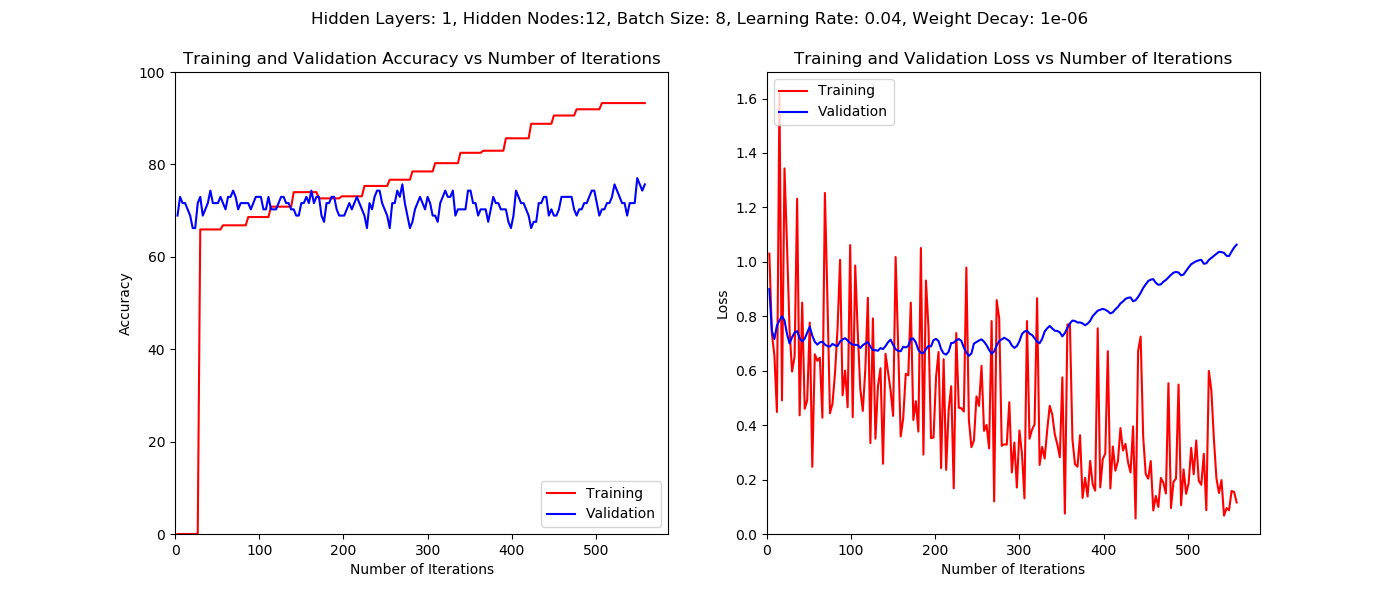 Hidden Layers: 1, Hidden Nodes:12, Batch Size: 8, Learning Rate: 0.04, Weight Decay: 1e-06
Training and Validation Accuracy vs Number of Iterations
100
80
60
40
20
0
Accuracy
0 100 200 300 400 500
Number of Iterations
Training
Validation
Training and Validation Loss vs Number of Iterations
1.6
1.4
1.2
1.0
0.8
0.6
0.4
0.2
0.0
Loss
0 100 200 300 400 500
Number of Iterations
Training
Validation